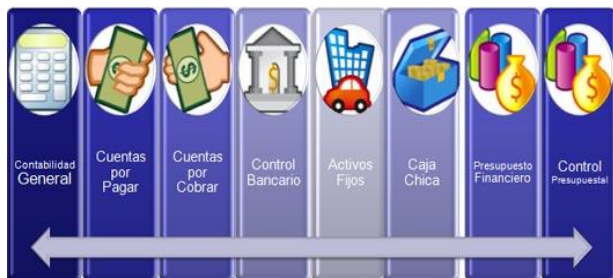 Contabilidad
General
Cuentas
por
Pagar
Cuentas
por
Cobrar
Control
Bancario
Activos
Fijos
Caja
Chica
Presupuesto
Financiero
Control
Presupuestal